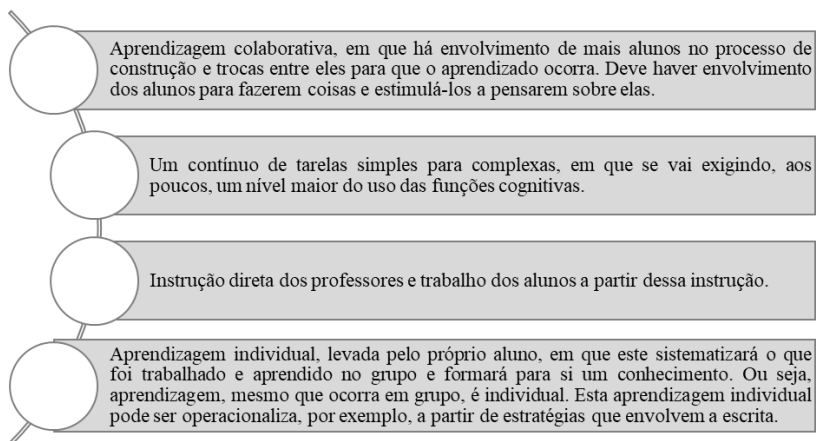 Aprendizagem colaborativa, em que há envolvimento de mais alunos no processo de
construção e trocas entre eles para que o aprendizado ocorra. Deve haver envolvimento
dos alunos para fazerem coisas e estimulá-los a pensarem sobre elas.
Um contínuo de tarefas simples para complexas, em que se vai exigindo, aos
poucos, um nível maior do uso das funções cognitivas.
Instrução direta dos professores e trabalho dos alunos a partir dessa instrução.
Aprendizagem individual, levada pelo próprio aluno, em que este sistematizará o que
foi trabalhado e aprendido no grupo e formará para si um conhecimento. Ou seja,
aprendizagem, mesmo que ocorra em grupo, é individual. Esta aprendizagem individual
pode ser operacionaliza, por exemplo, a partir de estratégias que envolvem a escrita.